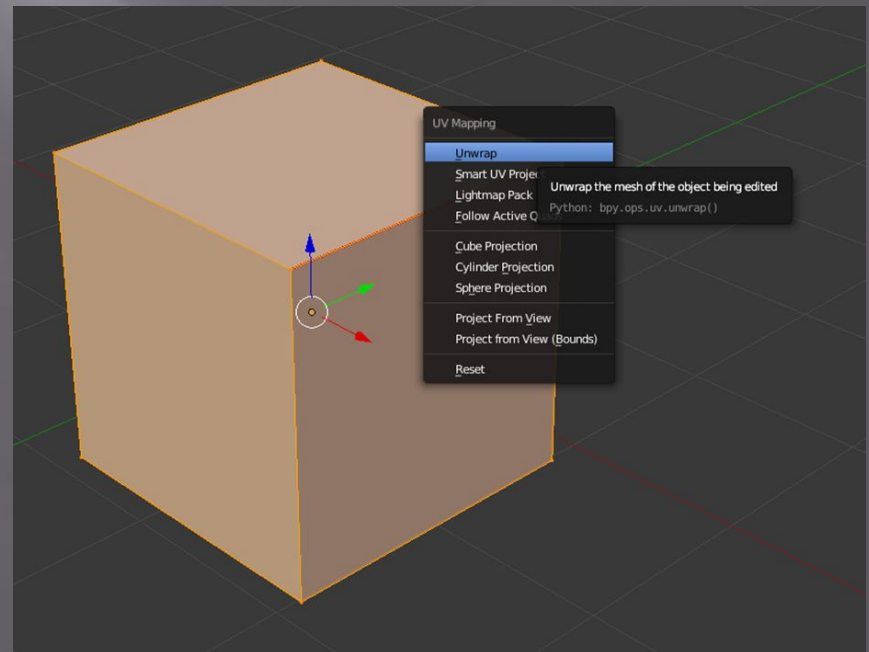 UV Mapping
Unwrap
Smart UV Projec
Unwrap the mesh of the object being edited
Lightmap Pack
Python: bpy.ops.uv.unwrap()
Follow Active
Cube Projection
Cylinder Projection
Sphere Projection
Project From View
Project from View (Bounds)
Reset